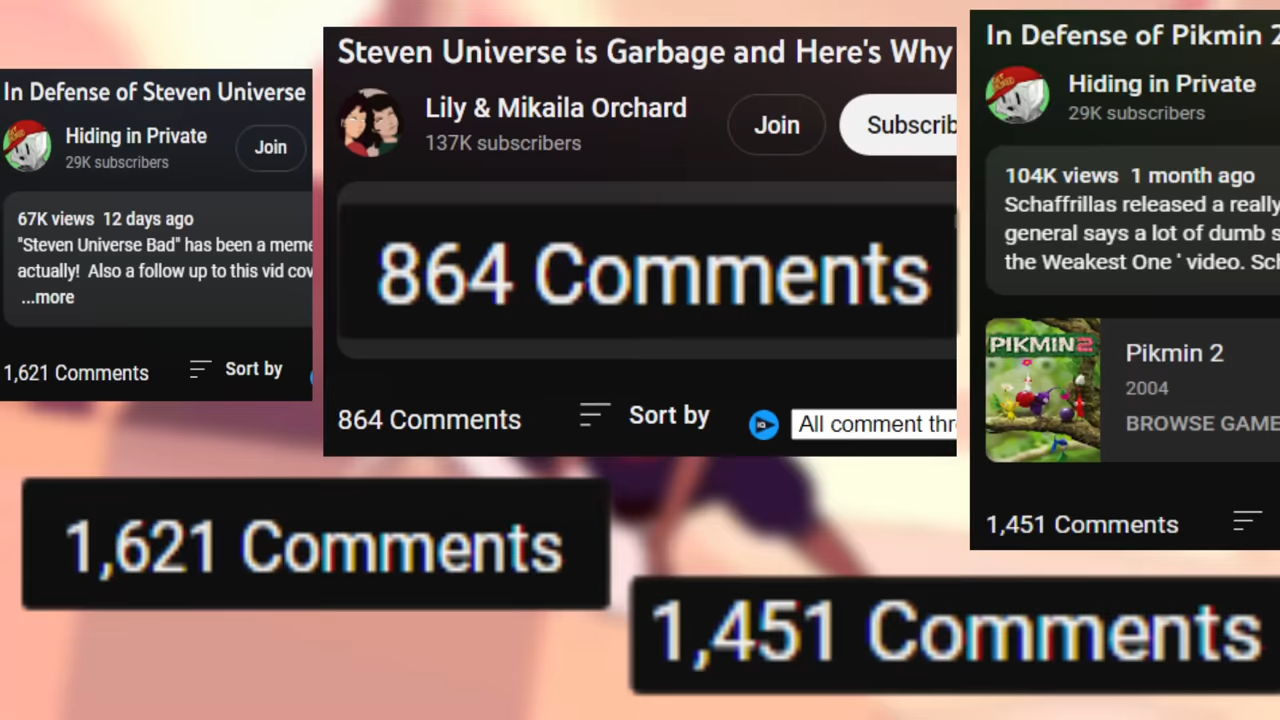 In Defense of Steven Universe
Hiding in Private
29K subscribers
Join
67K views 12 days ago
"Steven Universe Bad" has been a meme
actually! Also a follow up to this vid cov
...more
1,621 Comments
Sort by
Steven Universe is Garbage and Here's Why
Lily & Mikaila Orchard
137K subscribers
Join
Subscrib
864 Comments
864 Comments
Sort by
All comment thr
In Defense of Pikmin 2
Hiding in Private
29K subscribers
104K views 1 month ago
Schaffrillas released a really
general says a lot of dumb s
the Weakest One ' video. Sch
PIKMIN 2
Pikmin 2
2004
BROWSE GAME
1,451 Comments
1,621 Comments
1,451 Comments